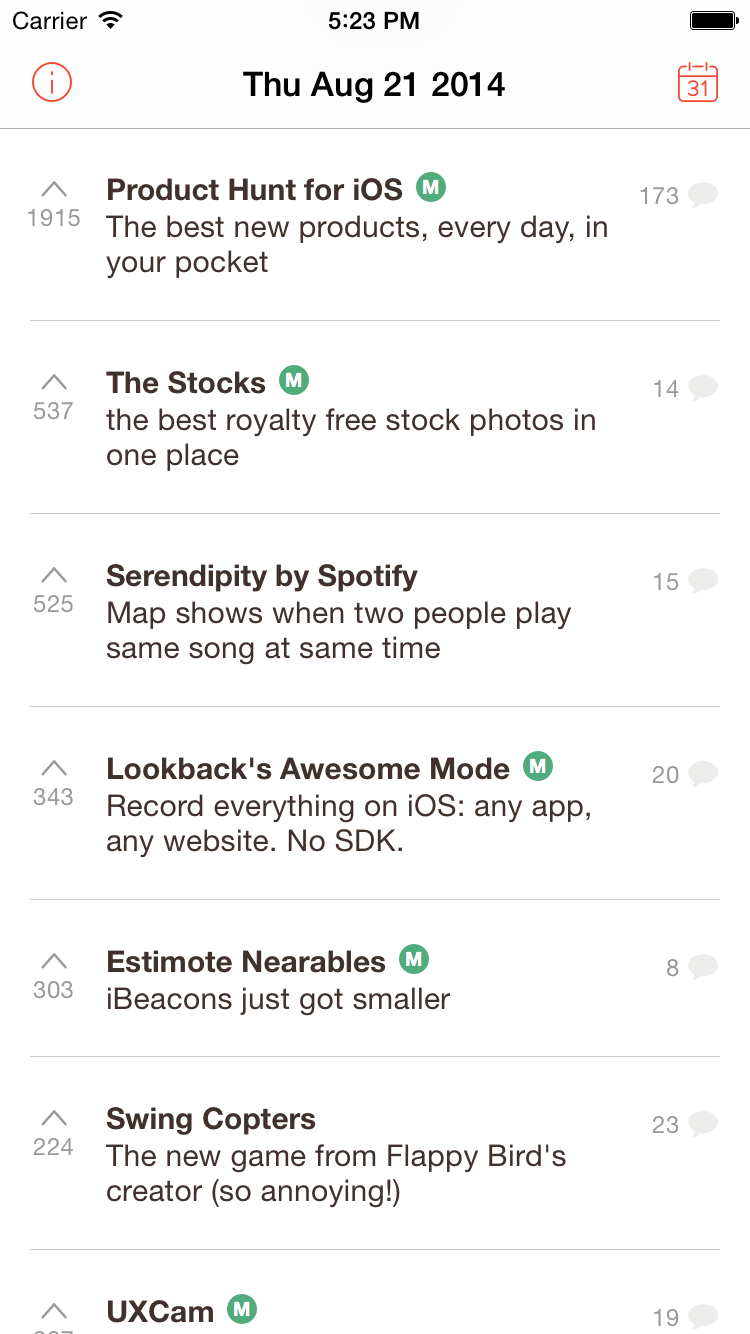 Carrier 5:23 PM
Thu Aug 21 2014 31
Product Hunt for iOS M 173
1915
The best new products, every day, in
your pocket
The Stocks M 14
537
the best royalty free stock photos in
one place
Serendipity by Spotify 15
525
Map shows when two people play
same song at same time
Lookback's Awesome Mode M 20
343
Record everything on iOS: any app,
any website. No SDK.
Estimote Nearables M 8
303
iBeacons just got smaller
Swing Copters 23
224
The new game from Flappy Bird's
creator (so annoying!)
UXCam M 19